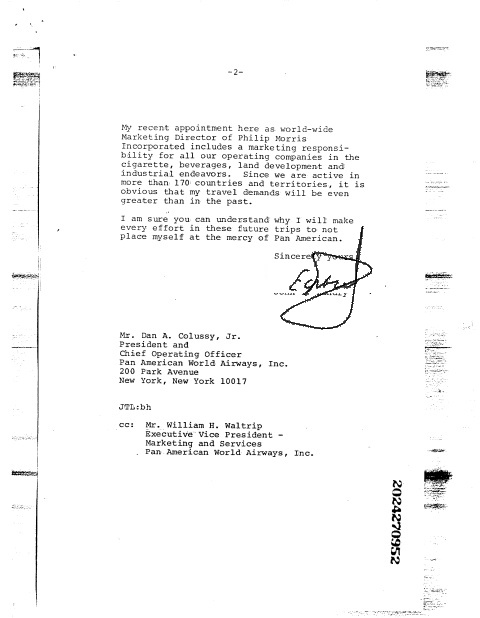 -2-
My recent appointment here as world-wide
Marketing Director of Philip Morris
Incorporated includes a marketing responsi-
bility for all our operating companies in the
cigarette, beverages, land development and
industrial endeavors. Since we are active in
more than 170 countries and territories, it is
obvious that my travel demands will be even
greater than in the past.
I am sure you can understand why I will make
every effort in these future trips to not
place myself at the mercy of Pan American.
Sincerely yours
Mr. Dan A. Colussy, Jr.
President and
Chief Operating Officer
Pan American World Airways, Inc.
200 Park Avenue
New York, New York 10017
JTL:bh
cc: Mr. William H. Waltrip
Executive Vice President -
Marketing and Services
Pan American World Airways, Inc.
2024270952